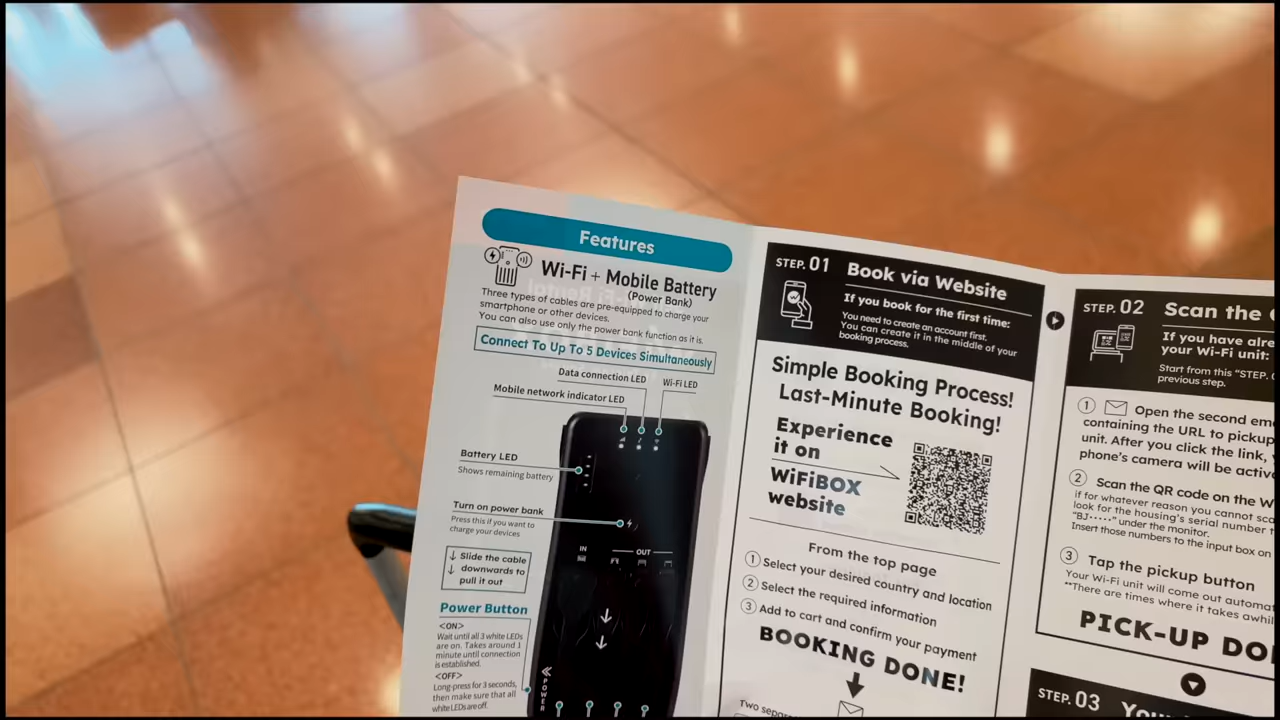 Features
Wi-Fi + Mobile Battery
(Power Bank)
Three types of cables are pre-equipped to charge your
smartphone or other devices.
You can also use only the power bank function as it is.
Connect To Up To 5 Devices Simultaneously
Data connection LED
Wi-Fi LED
Mobile network indicator LED
Battery LED
Shows remaining battery
Turn on power bank
Press this if you want to
charge your devices
IN
OUT
↓ Slide the cable
↓ downwards to
pull it out
Power Button
<ON>
Wait until all 3 white LEDs
are on. Takes around 1
minute until connection
is established.
<OFF>
Long-press for 3 seconds,
then make sure that all
white LEDs are off.
POWER
STEP. 01 Book via Website
If you book for the first time:
You need to create an account first.
You can create it in the middle of your
booking process.
Simple Booking Process!
Last-Minute Booking!
Experience
it on
WiFiBOX
website
From the top page
① Select your desired country and location
② Select the required information
③ Add to cart and confirm your payment
BOOKING DONE!
Two separ
STEP. 02 Scan the
If you have alre
your Wi-Fi unit:
Start from this "STEP.
previous step.
① Open the second ema
containing the URL to pickup
unit. After you click the link,
phone's camera will be activa
② Scan the QR code on the W
if for whatever reason you cannot sca
look for the housing's serial number
"BJ······" under the monitor.
Insert those numbers to the input box on
③ Tap the pickup button
Your Wi-Fi unit will come out automat
**There are times where it takes awhil
PICK-UP DO
STEP. 03 You